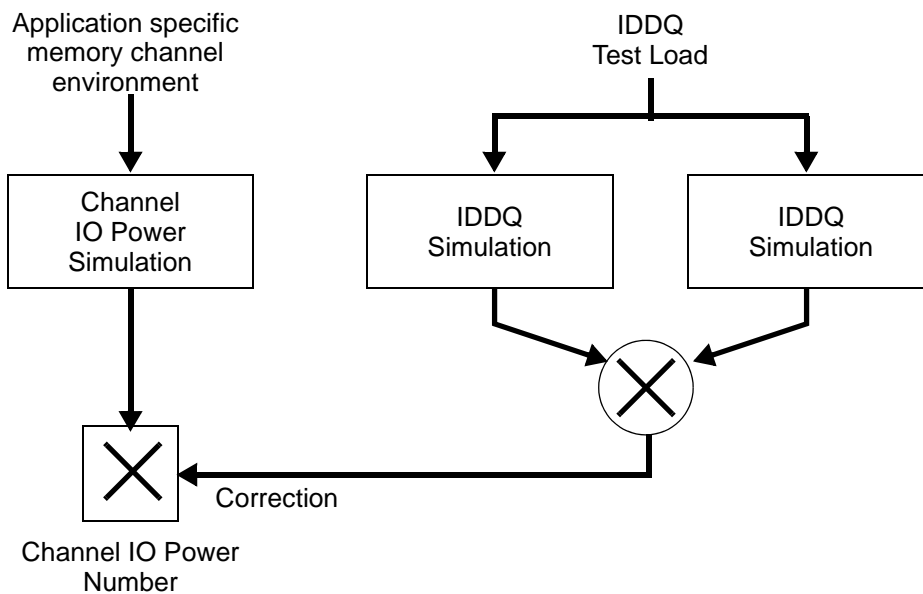 Application specific
memory channel
environment
IDDQ
Test Load
Channel
IO Power
Simulation
IDDQ
Simulation
IDDQ
Simulation
Correction
Channel IO Power
Number